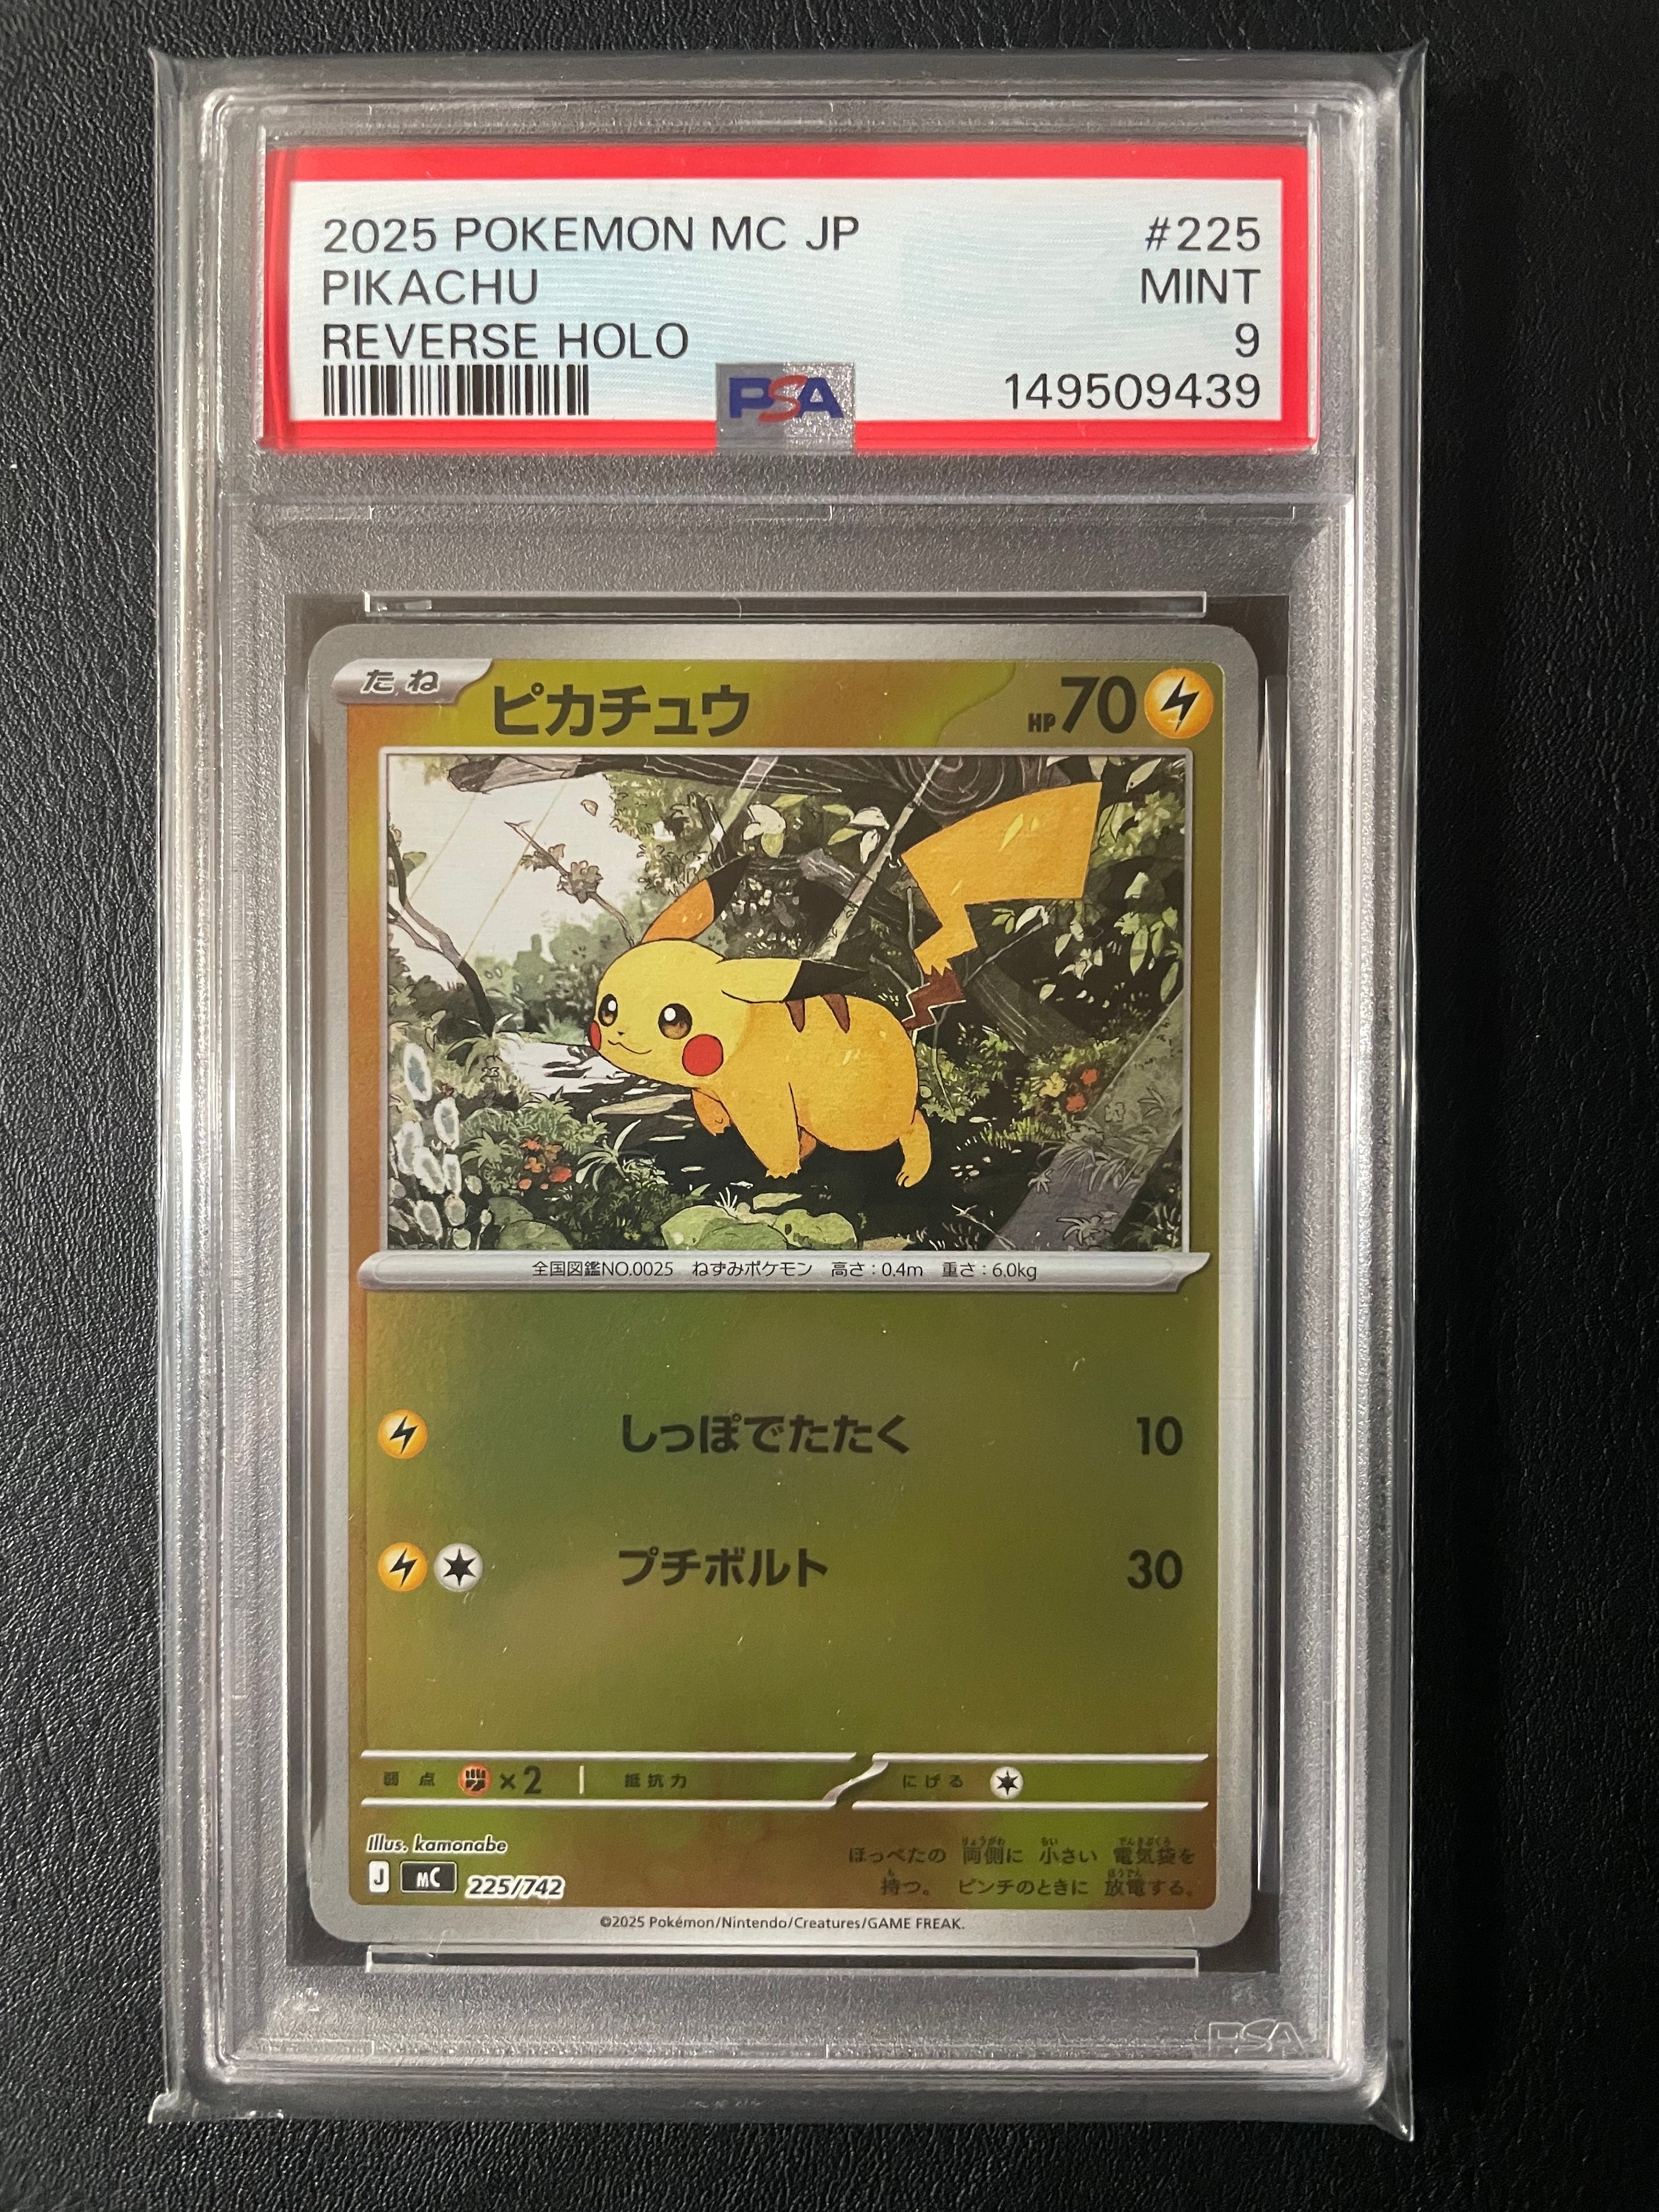 2025 POKEMON MC JP #225
PIKACHU MINT
REVERSE HOLO 9
PSA 149509439
たね ピカチュウ HP70
全国図鑑NO.0025 ねずみポケモン 高さ:0.4m 重さ:6.0kg
しっぽでたたく 10
プチボルト 30
弱点 ×2 抵抗力 にげる
Illus. kamonabe
J MC 225/742
ほっぺたの 両側に 小さい 電気袋を
持つ。 ピンチのときに 放電する。
©2025 Pokémon/Nintendo/Creatures/GAME FREAK.
PSA